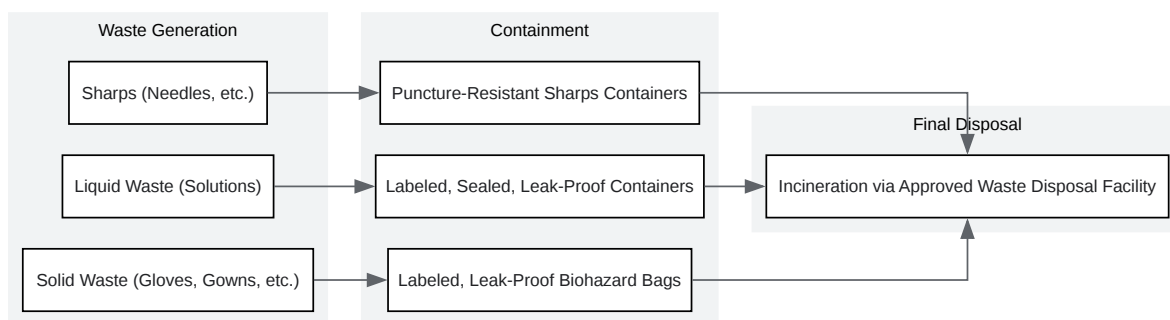 Waste Generation
Containment
Sharps (Needles, etc.)
Puncture-Resistant Sharps Containers
Final Disposal
Liquid Waste (Solutions)
Labeled, Sealed, Leak-Proof Containers
Incineration via Approved Waste Disposal Facility
Solid Waste (Gloves, Gowns, etc.)
Labeled, Leak-Proof Biohazard Bags